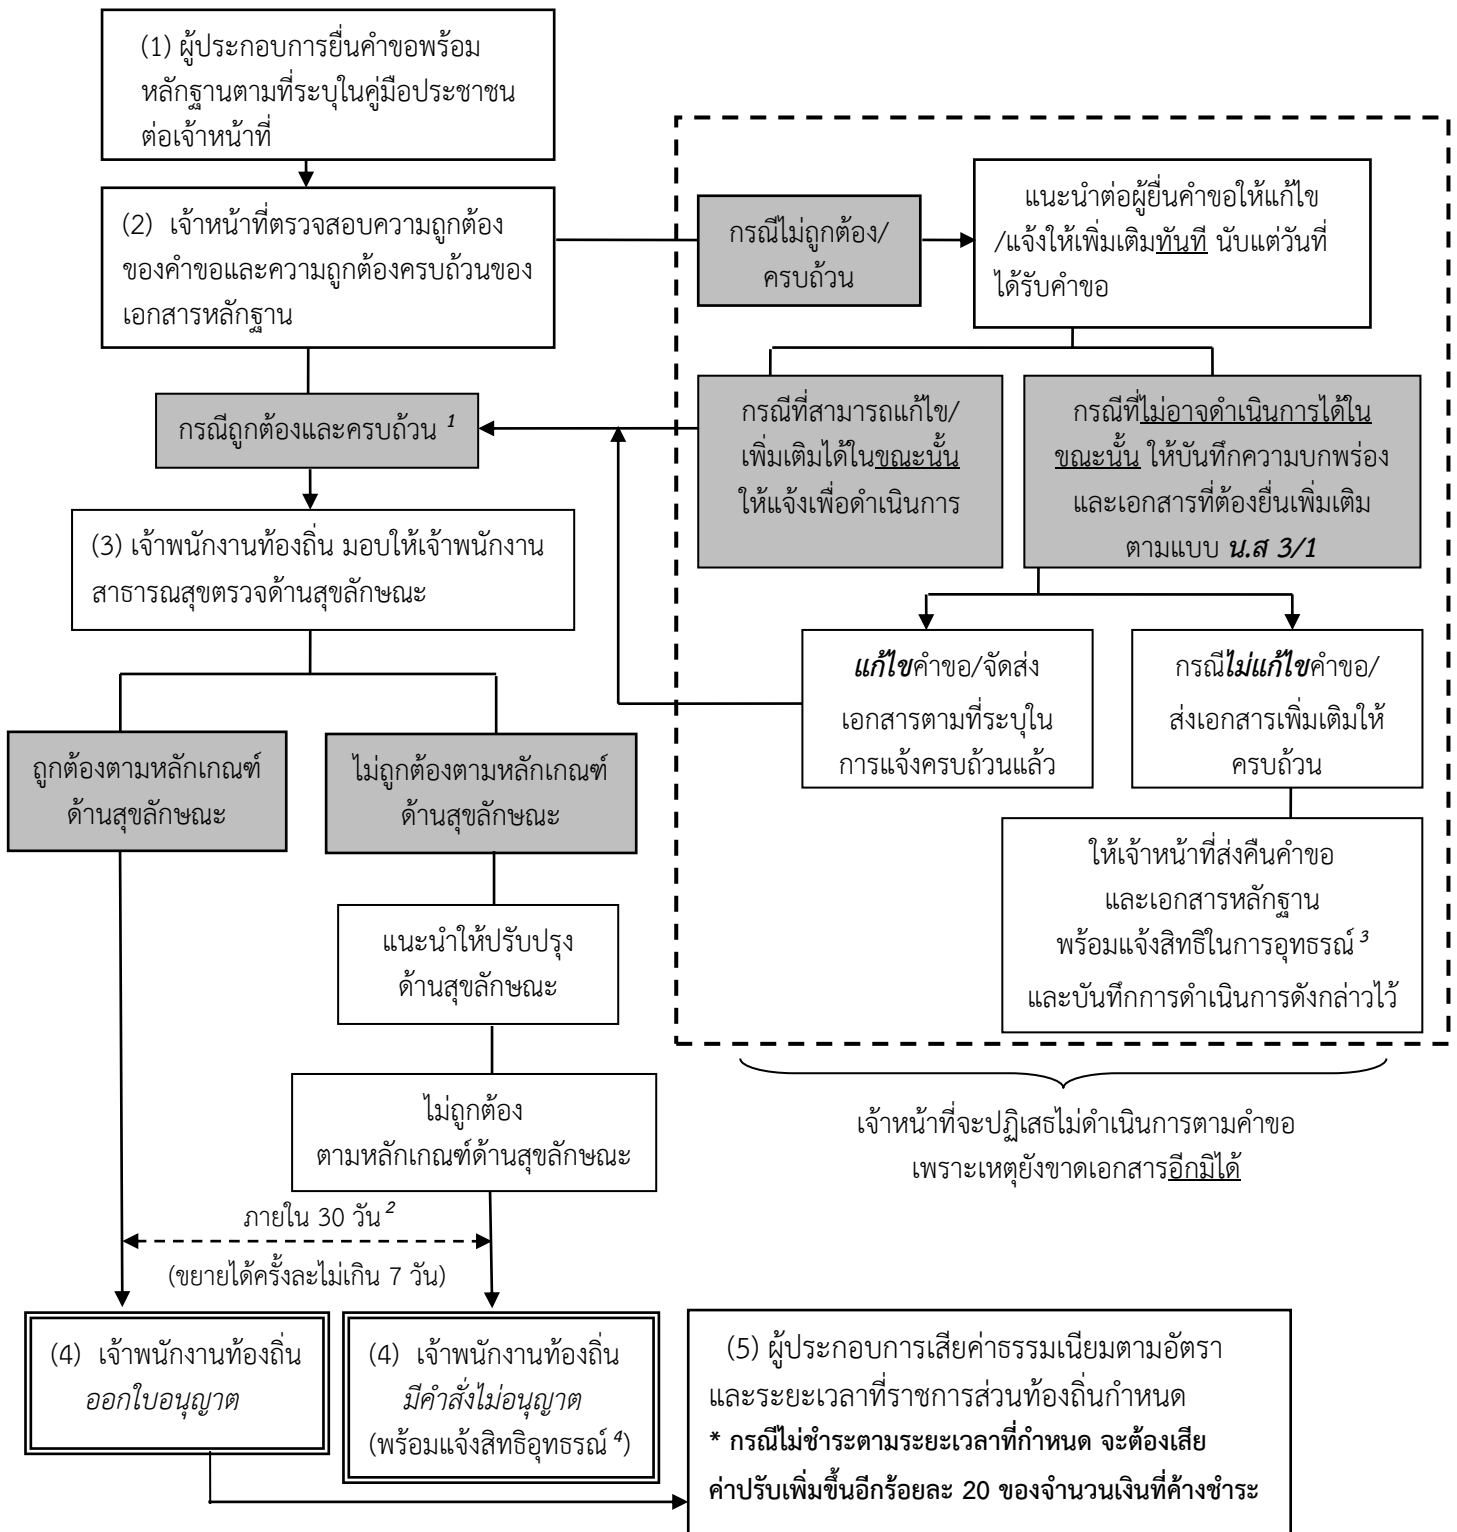 (1) ผู้ประกอบการยื่นคำขอพร้อม
หลักฐานตามที่ระบุในคู่มือประชาชน
ต่อเจ้าหน้าที่
(2) เจ้าหน้าที่ตรวจสอบความถูกต้อง
ของคำขอและความถูกต้องครบถ้วนของ
เอกสารหลักฐาน
กรณีไม่ถูกต้อง/
ครบถ้วน
แนะนำต่อผู้ยื่นคำขอให้แก้ไข
/แจ้งให้เพิ่มเติมทันที นับแต่วันที่
ได้รับคำขอ
กรณีถูกต้องและครบถ้วน 1
กรณีที่สามารถแก้ไข/
เพิ่มเติมได้ในขณะนั้น
ให้แจ้งเพื่อดำเนินการ
กรณีที่ไม่อาจดำเนินการได้ใน
ขณะนั้น ให้บันทึกความบกพร่อง
และเอกสารที่ต้องยื่นเพิ่มเติม
ตามแบบ น.ส 3/1
(3) เจ้าพนักงานท้องถิ่น มอบให้เจ้าพนักงาน
สาธารณสุขตรวจด้านสุขลักษณะ
แก้ไขคำขอ/จัดส่ง
เอกสารตามที่ระบุใน
การแจ้งครบถ้วนแล้ว
กรณีไม่แก้ไขคำขอ/
ส่งเอกสารเพิ่มเติมให้
ครบถ้วน
ถูกต้องตามหลักเกณฑ์
ด้านสุขลักษณะ
ไม่ถูกต้องตามหลักเกณฑ์
ด้านสุขลักษณะ
ให้เจ้าหน้าที่ส่งคืนคำขอ
และเอกสารหลักฐาน
พร้อมแจ้งสิทธิในการอุทธรณ์ 3
และบันทึกการดำเนินการดังกล่าวไว้
แนะนำให้ปรับปรุง
ด้านสุขลักษณะ
ไม่ถูกต้อง
ตามหลักเกณฑ์ด้านสุขลักษณะ
เจ้าหน้าที่จะปฏิเสธไม่ดำเนินการตามคำขอ
เพราะเหตุยังขาดเอกสารอีกมิได้
ภายใน 30 วัน 2
(ขยายได้ครั้งละไม่เกิน 7 วัน)
(4) เจ้าพนักงานท้องถิ่น
ออกใบอนุญาต
(4) เจ้าพนักงานท้องถิ่น
มีคำสั่งไม่อนุญาต
(พร้อมแจ้งสิทธิอุทธรณ์ 4)
(5) ผู้ประกอบการเสียค่าธรรมเนียมตามอัตรา
และระยะเวลาที่ราชการส่วนท้องถิ่นกำหนด
* กรณีไม่ชำระตามระยะเวลาที่กำหนด จะต้องเสีย
ค่าปรับเพิ่มขึ้นอีกร้อยละ 20 ของจำนวนเงินที่ค้างชำระ